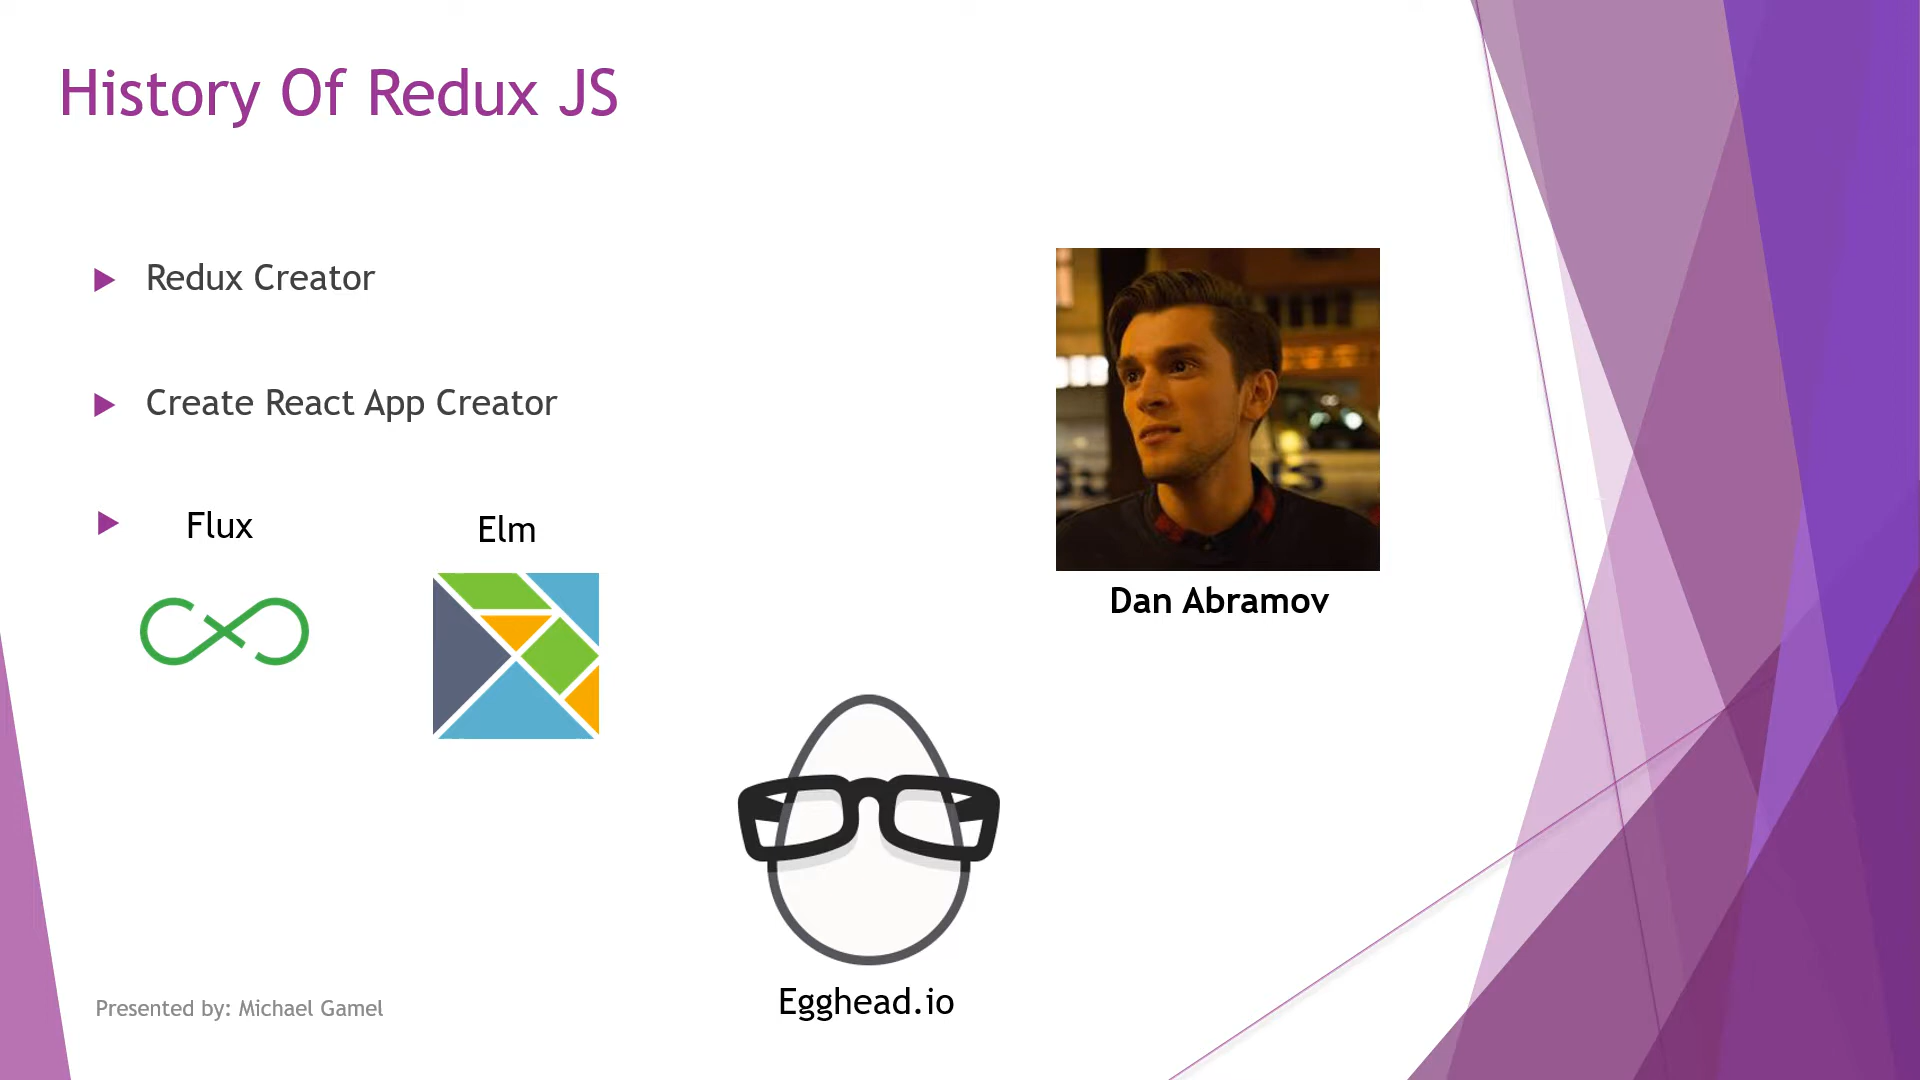 History Of Redux JS
Redux Creator
Create React App Creator
Flux
Elm
Dan Abramov
Egghead.io
Presented by: Michael Gamel